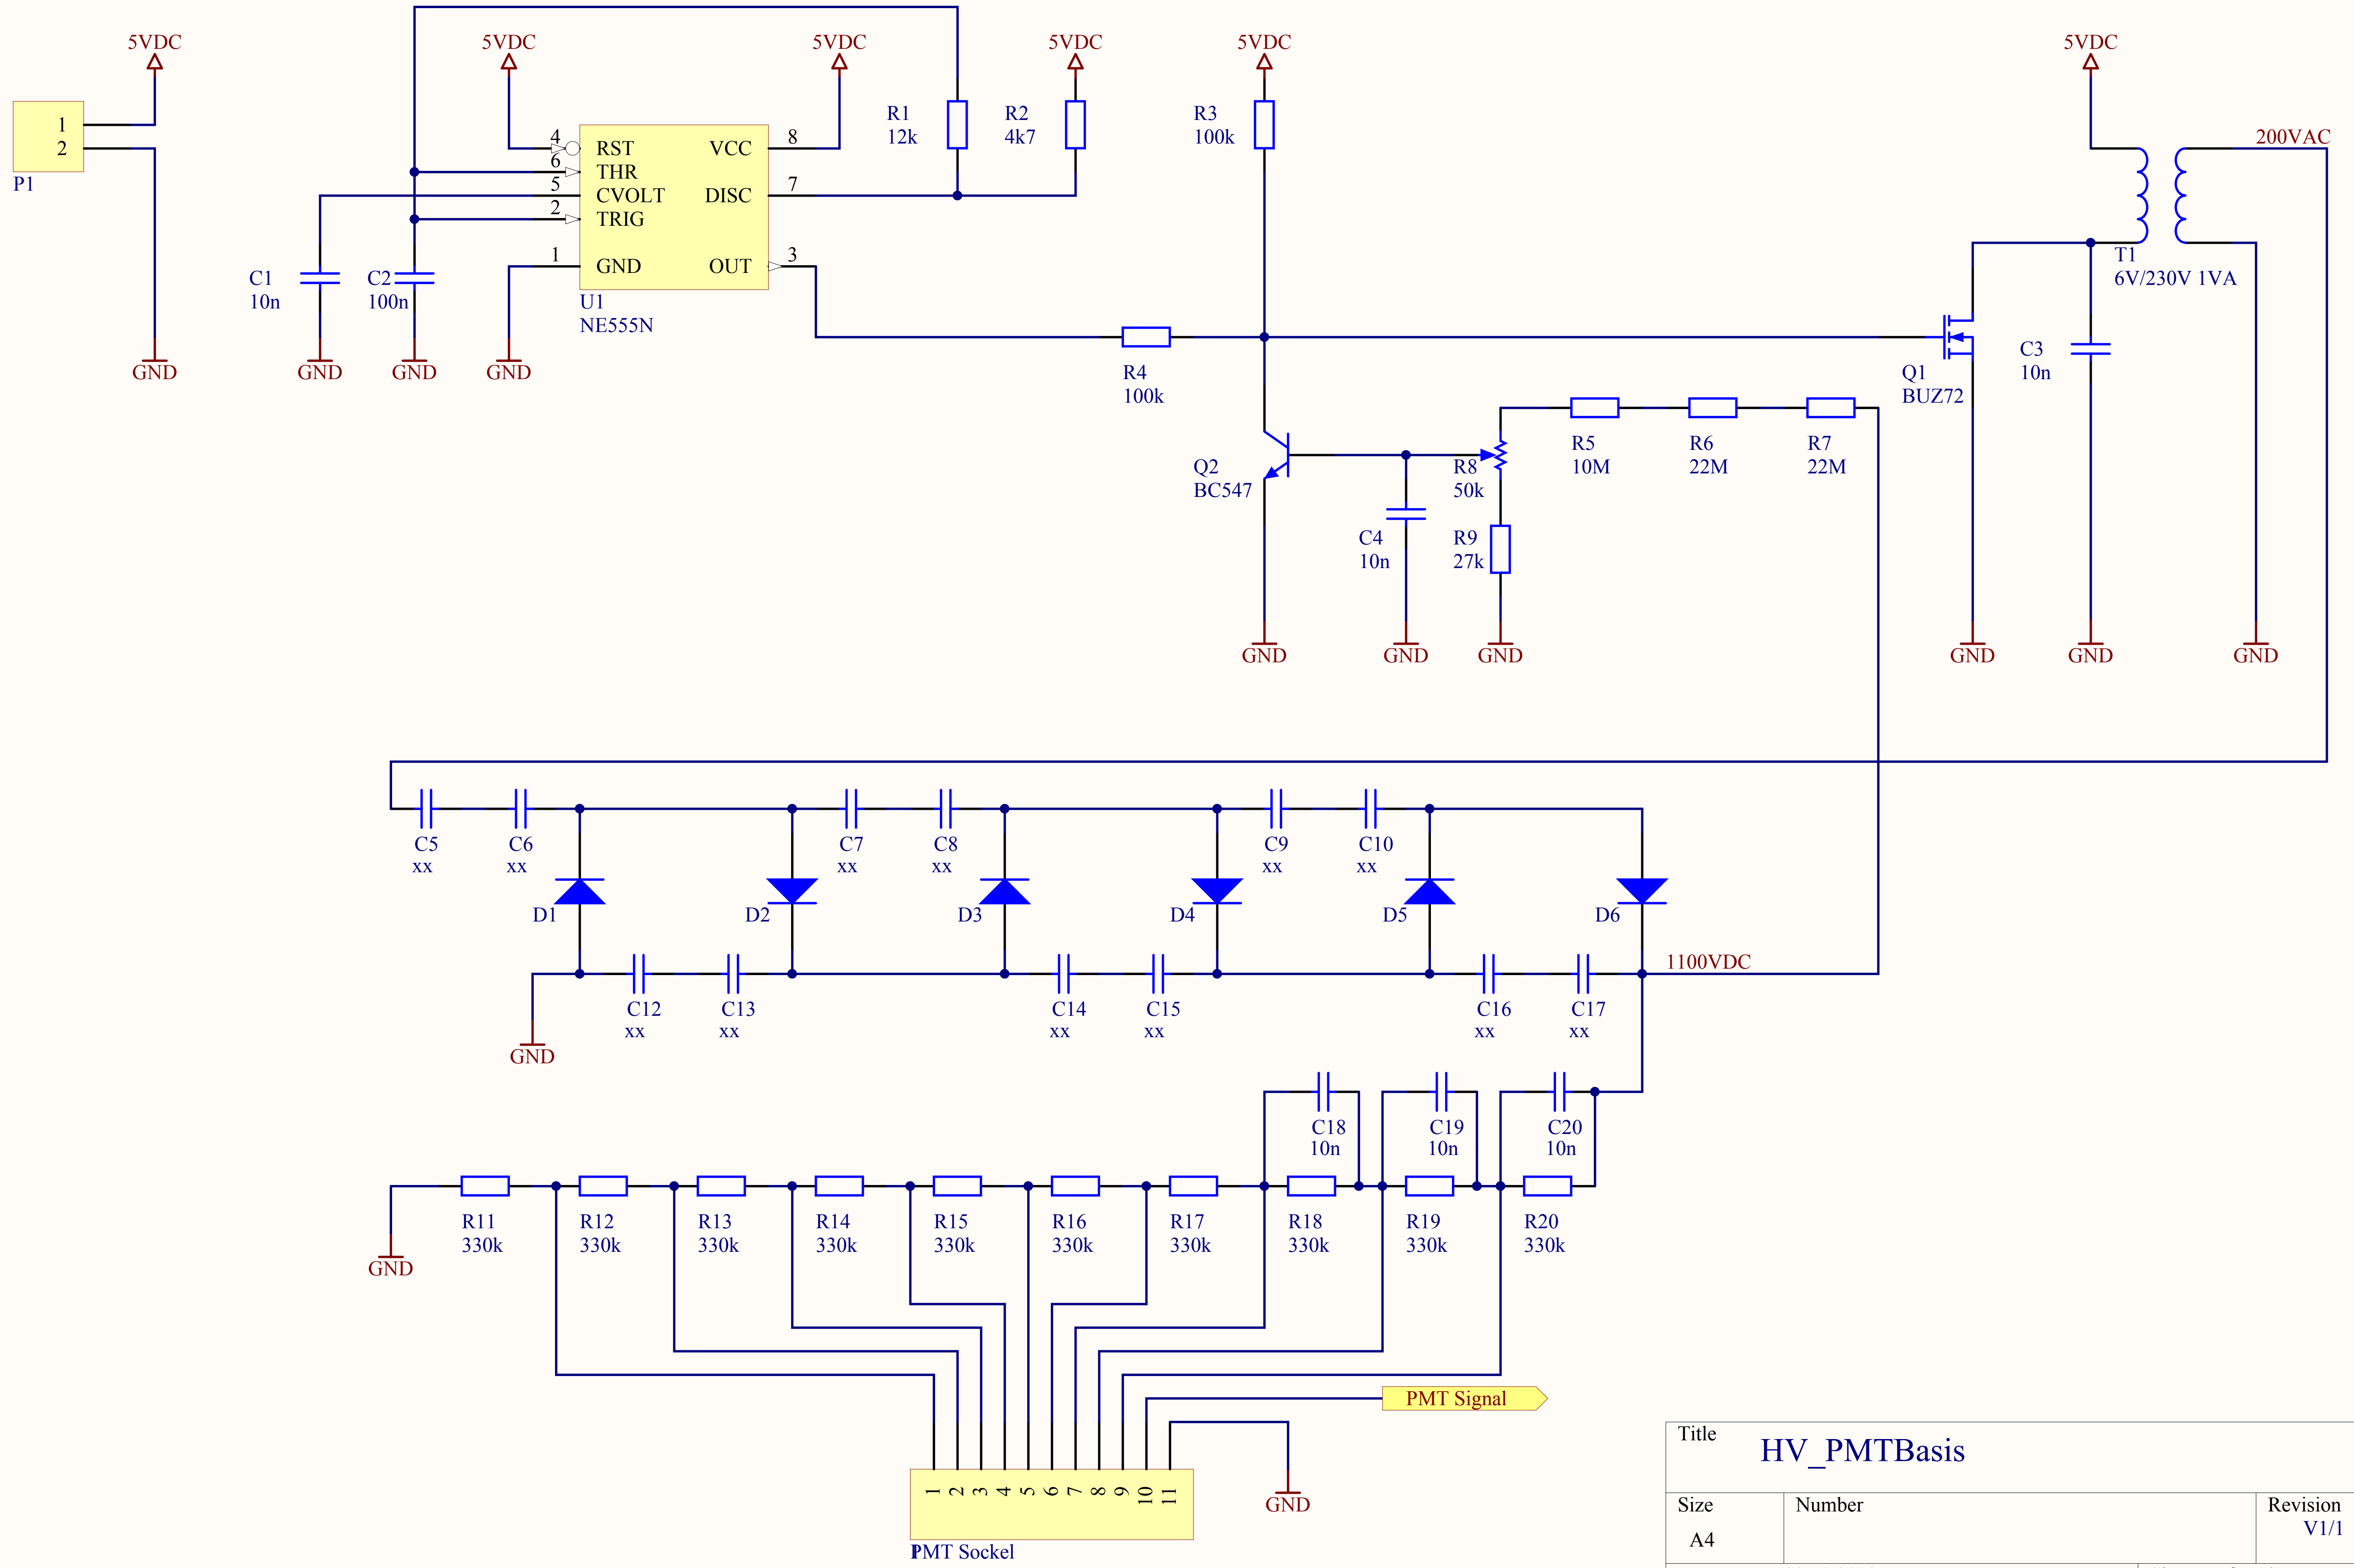 5VDC
5VDC
5VDC
5VDC
5VDC
5VDC
1
2
P1
GND
4
RST
6
THR
5
CVOLT
2
TRIG
1
GND
VCC
8
DISC
7
OUT
3
U1
NE555N
C1
10n
C2
100n
GND
GND
GND
R1
12k
R2
4k7
R3
100k
R4
100k
Q2
BC547
C4
10n
R8
50k
R9
27k
R5
10M
R6
22M
R7
22M
GND
GND
GND
Q1
BUZ72
C3
10n
T1
6V/230V 1VA
200VAC
GND
GND
GND
C5
xx
C6
xx
C7
xx
C8
xx
C9
xx
C10
xx
D1
D2
D3
D4
D5
D6
1100VDC
C12
xx
C13
xx
C14
xx
C15
xx
C16
xx
C17
xx
GND
C18
10n
C19
10n
C20
10n
R11
330k
R12
330k
R13
330k
R14
330k
R15
330k
R16
330k
R17
330k
R18
330k
R19
330k
R20
330k
GND
PMT Signal
1
2
3
4
5
6
7
8
9
10
11
GND
PMT Sockel
Title
HV_PMTBasis
Size
A4
Number
Revision
V1/1